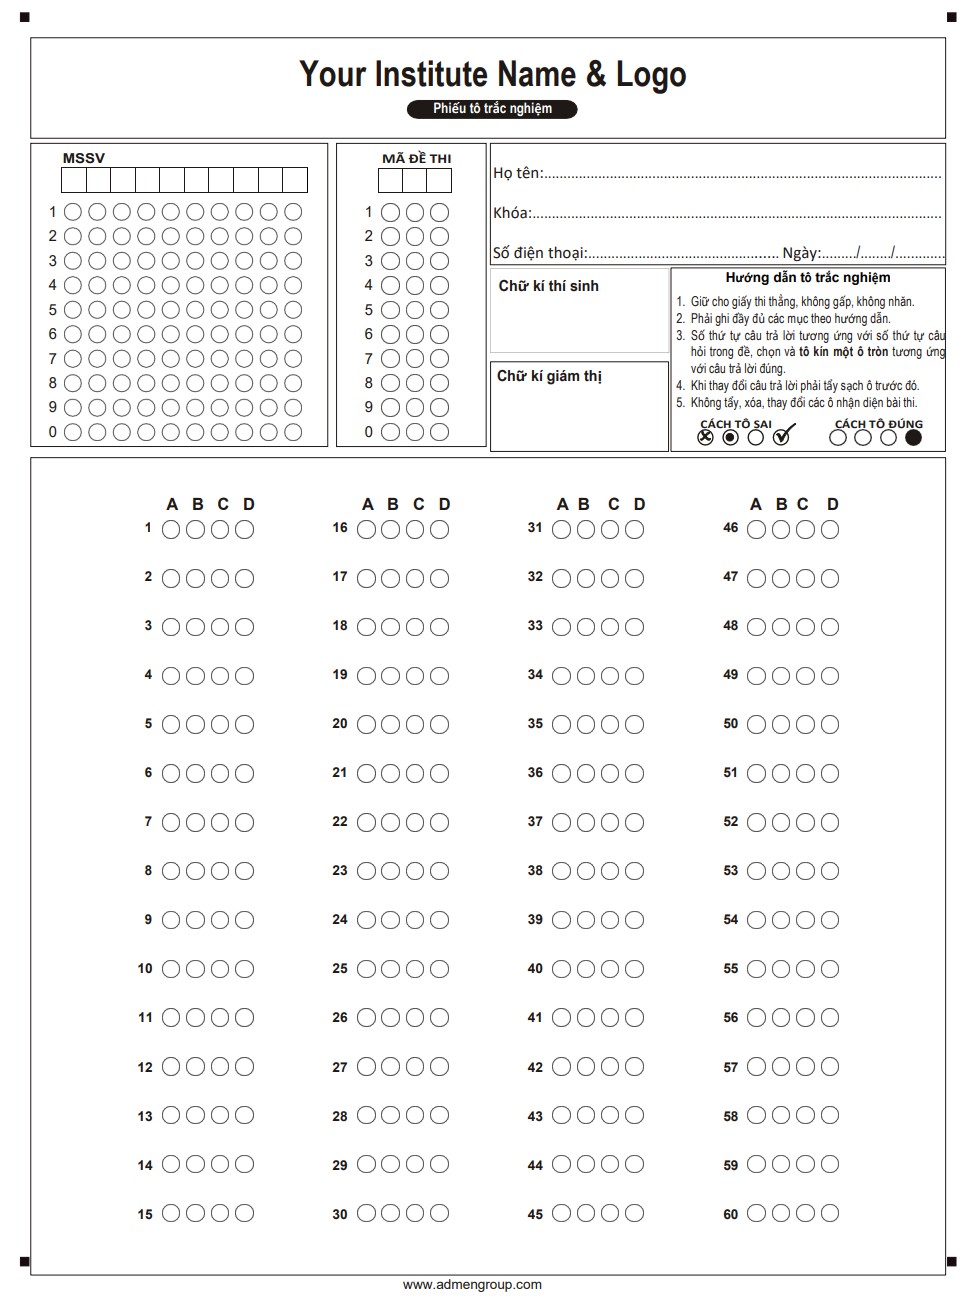 Your Institute Name & Logo
Phiếu tô trắc nghiệm
MSSV
1
2
3
4
5
6
7
8
9
0
MÃ ĐỀ THI
1
2
3
4
5
6
7
8
9
0
Họ tên:
Khóa:
Số điện thoại: Ngày: / /
Chữ kí thí sinh
Chữ kí giám thị
Hướng dẫn tô trắc nghiệm
1. Giữ cho giấy thi thẳng, không gấp, không nhăn.
2. Phải ghi đầy đủ các mục theo hướng dẫn.
3. Số thứ tự câu trả lời tương ứng với số thứ tự câu
hỏi trong đề, chọn và tô kín một ô tròn tương ứng
với câu trả lời đúng.
4. Khi thay đổi câu trả lời phải tẩy sạch ô trước đó.
5. Không tẩy, xóa, thay đổi các ô nhận diện bài thi.
CÁCH TÔ SAI CÁCH TÔ ĐÚNG
A B C D A B C D A B C D A B C D
1 16 31 46
2 17 32 47
3 18 33 48
4 19 34 49
5 20 35 50
6 21 36 51
7 22 37 52
8 23 38 53
9 24 39 54
10 25 40 55
11 26 41 56
12 27 42 57
13 28 43 58
14 29 44 59
15 30 45 60
www.admengroup.com